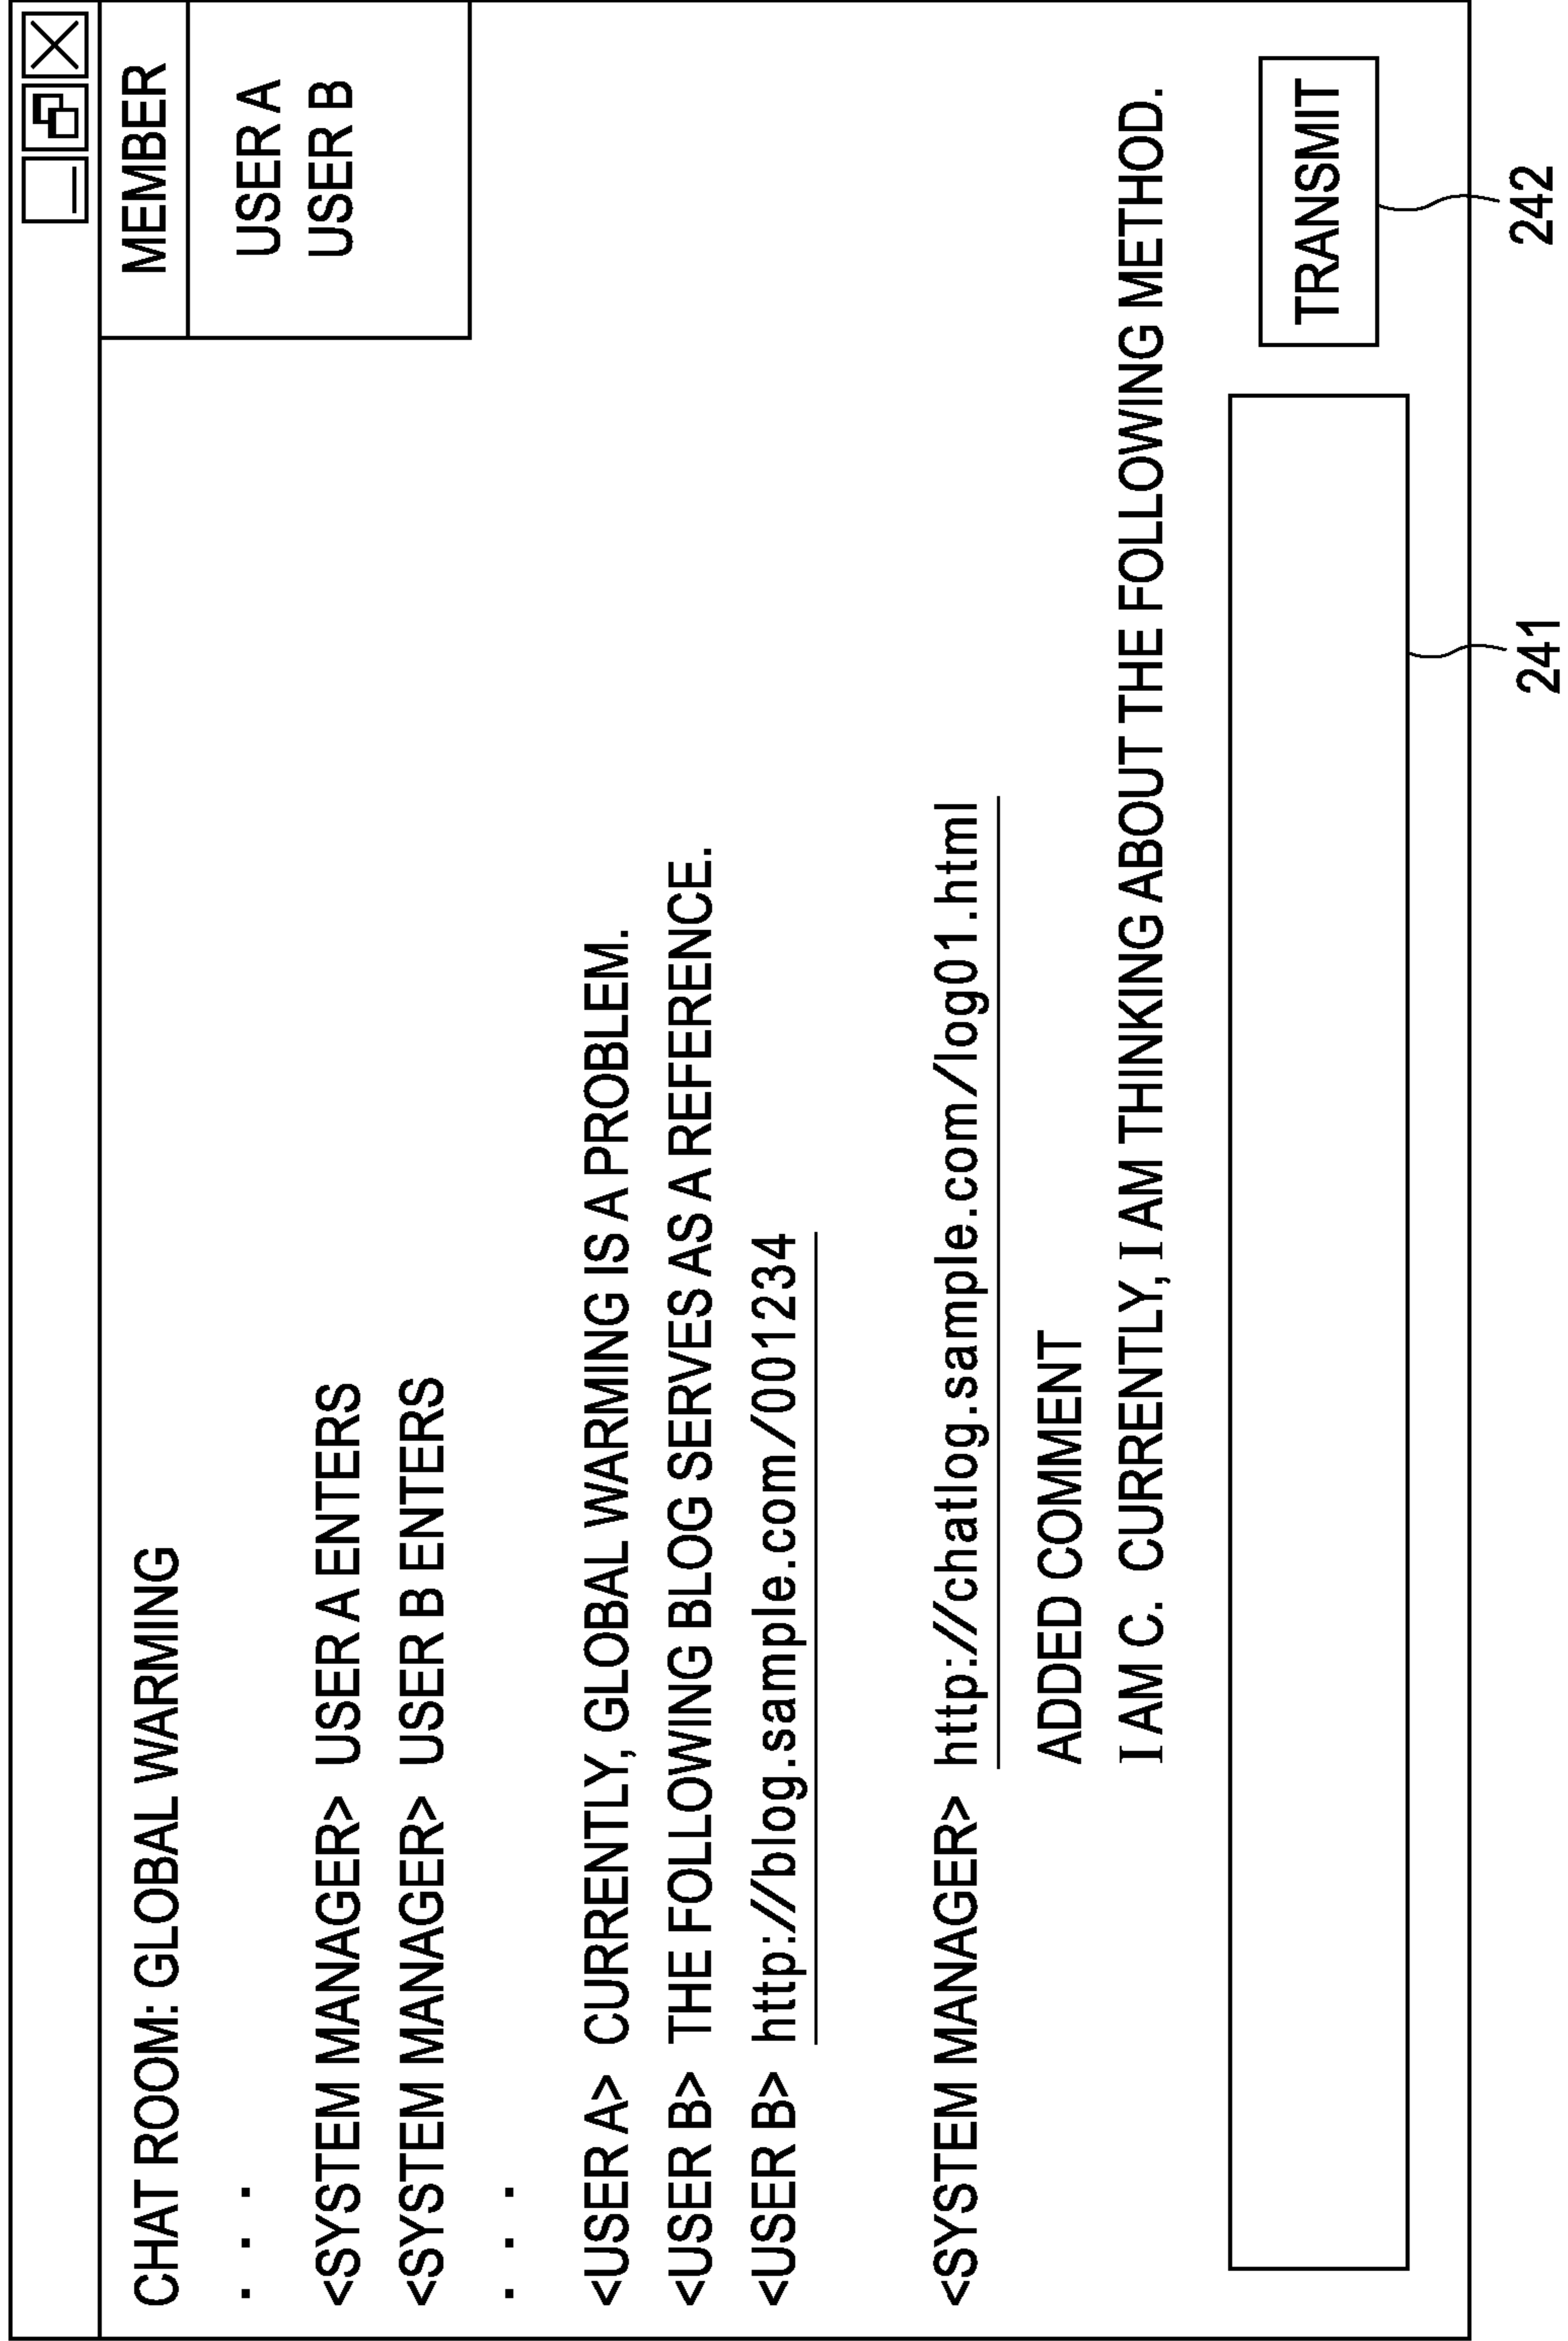 MEMBER
USER A
USER B
CHAT ROOM: GLOBAL WARMING
. . .
<SYSTEM MANAGER> USER A ENTERS
<SYSTEM MANAGER> USER B ENTERS
. . .
<USER A> CURRENTLY, GLOBAL WARMING IS A PROBLEM.
<USER B> THE FOLLOWING BLOG SERVES AS A REFERENCE.
<USER B> http://blog.sample.com/001234
<SYSTEM MANAGER> http://chatlog.sample.com/log01.html
ADDED COMMENT
I AM C. CURRENTLY, I AM THINKING ABOUT THE FOLLOWING METHOD.
TRANSMIT
241
242